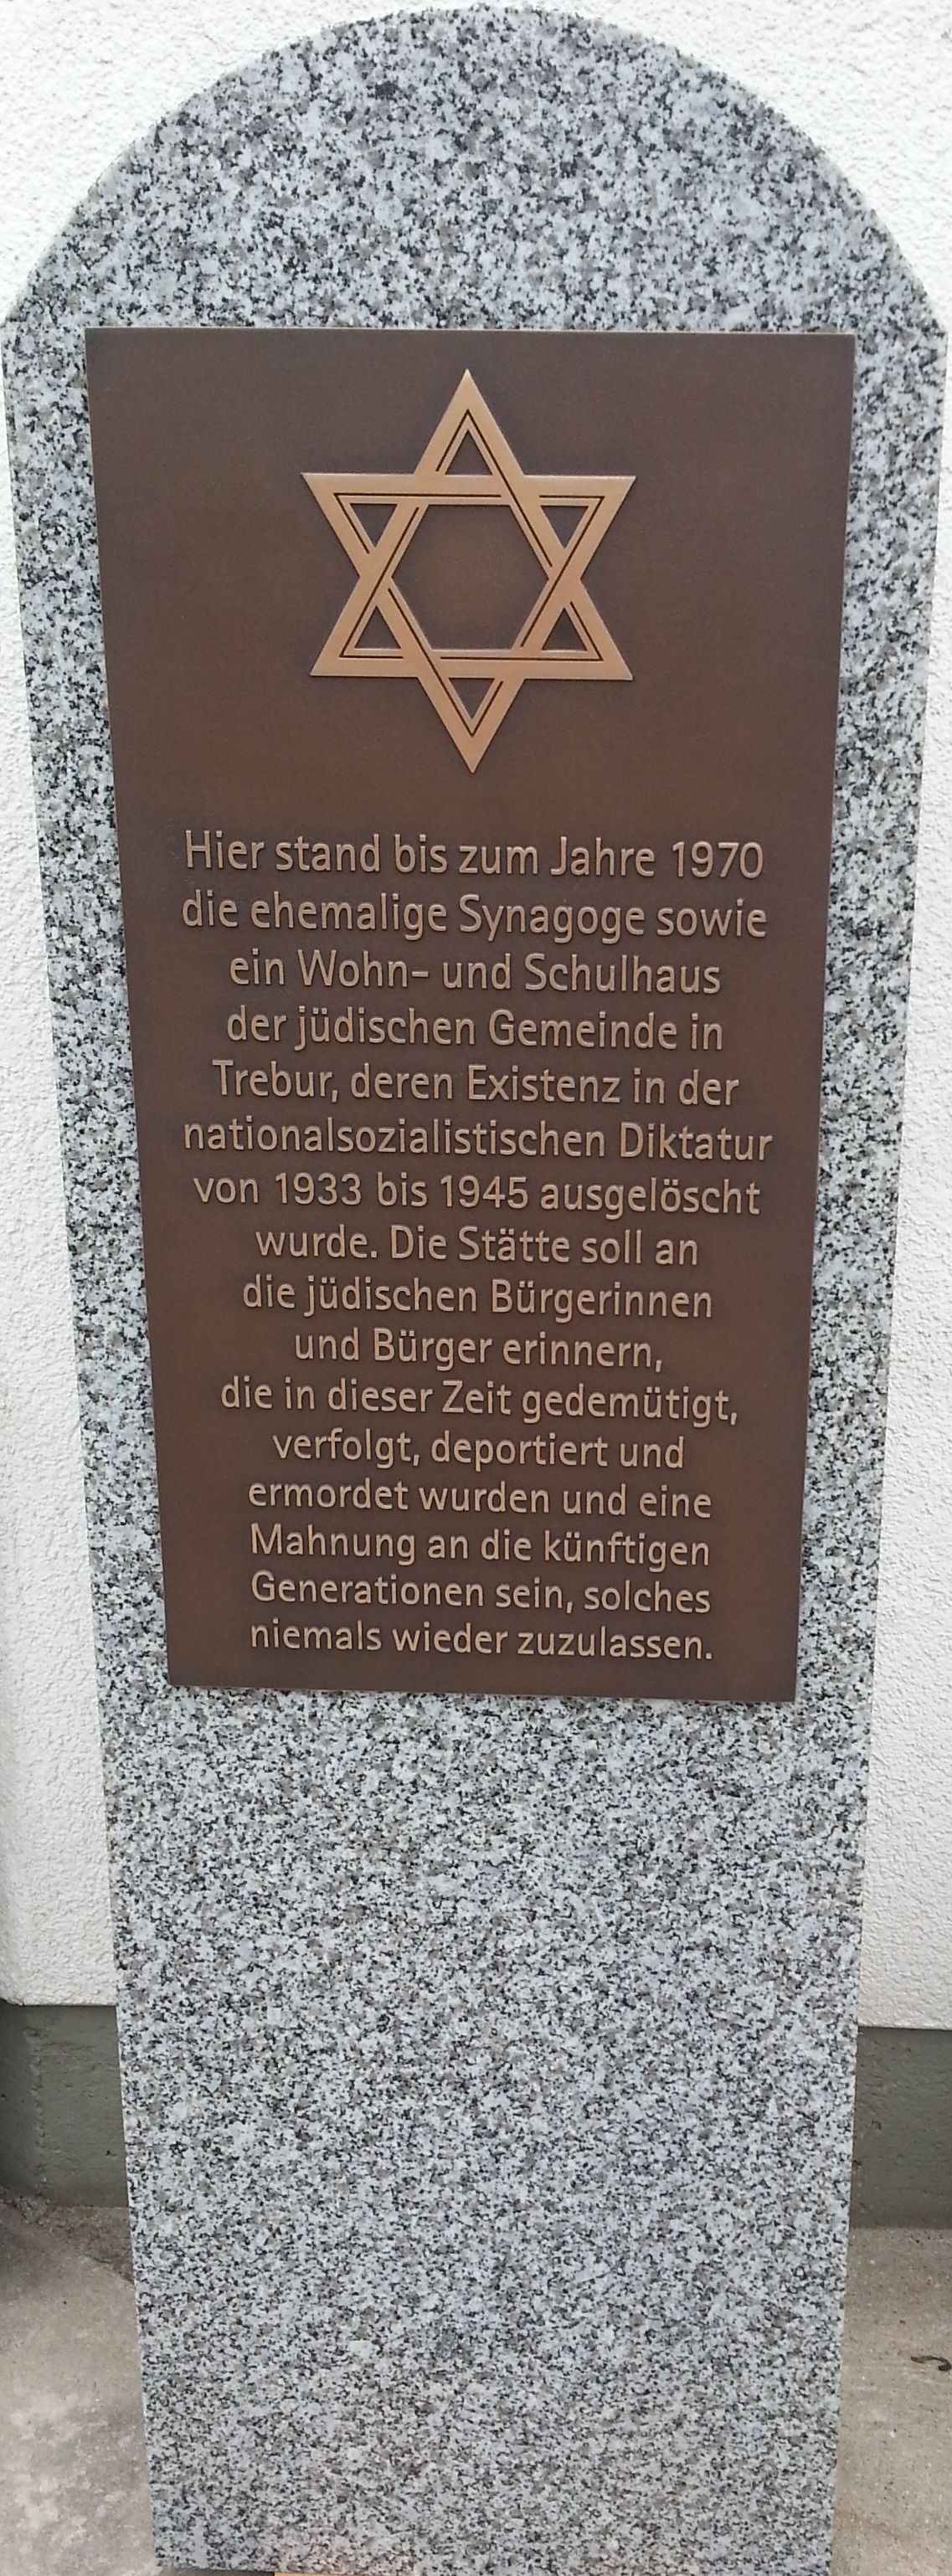 Hier stand bis zum Jahre 1970
die ehemalige Synagoge sowie
ein Wohn- und Schulhaus
der jüdischen Gemeinde in
Trebur, deren Existenz in der
nationalsozialistischen Diktatur
von 1933 bis 1945 ausgelöscht
wurde. Die Stätte soll an
die jüdischen Bürgerinnen
und Bürger erinnern,
die in dieser Zeit gedemütigt,
verfolgt, deportiert und
ermordet wurden und eine
Mahnung an die künftigen
Generationen sein, solches
niemals wieder zuzulassen.